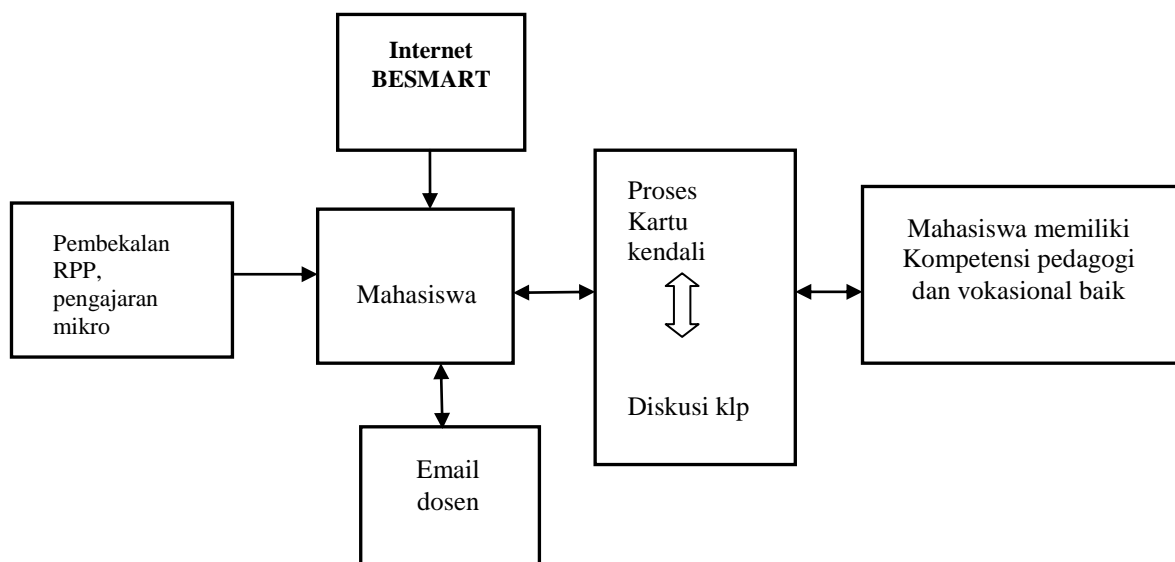 Internet
BESMART
Pembekalan
RPP,
pengajaran
mikro
Mahasiswa
Email
dosen
Proses
Kartu
kendali
Diskusi klp
Mahasiswa memiliki
Kompetensi pedagogi
dan vokasional baik